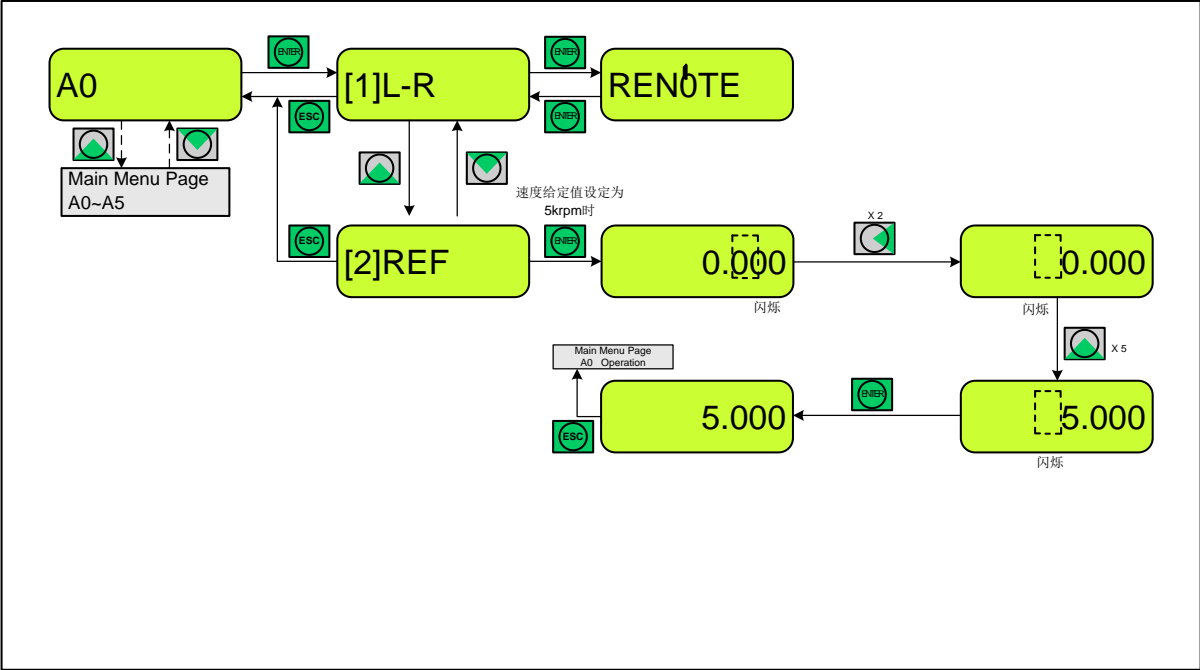 ENTER
ENTER
A0
[1]L-R
REN0TE
ESC
ENTER
Main Menu Page
A0~A5
速度给定值设定为
5krpm时
X 2
ESC
ENTER
[2]REF
0.000
0.000
闪烁
闪烁
Main Menu Page
A0 Operation
X 5
ENTER
5.000
5.000
ESC
闪烁